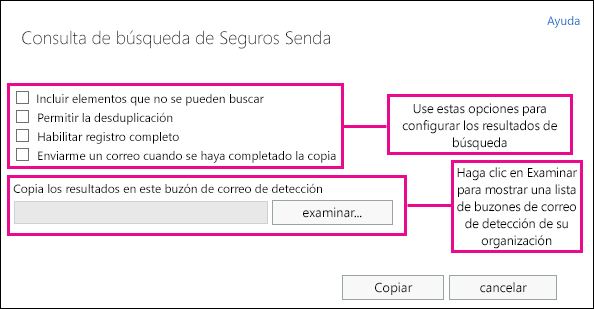 Ayuda
Consulta de búsqueda de Seguros Senda
Incluir elementos que no se pueden buscar
Permitir la desduplicación
Habilitar registro completo
Enviarme un correo cuando se haya completado la copia
Use estas opciones para
configurar los resultados de
búsqueda
Copia los resultados en este buzón de correo de detección
examinar...
Haga clic en Examinar
para mostrar una lista
de buzones de correo
de detección de su
organización
Copiar
cancelar